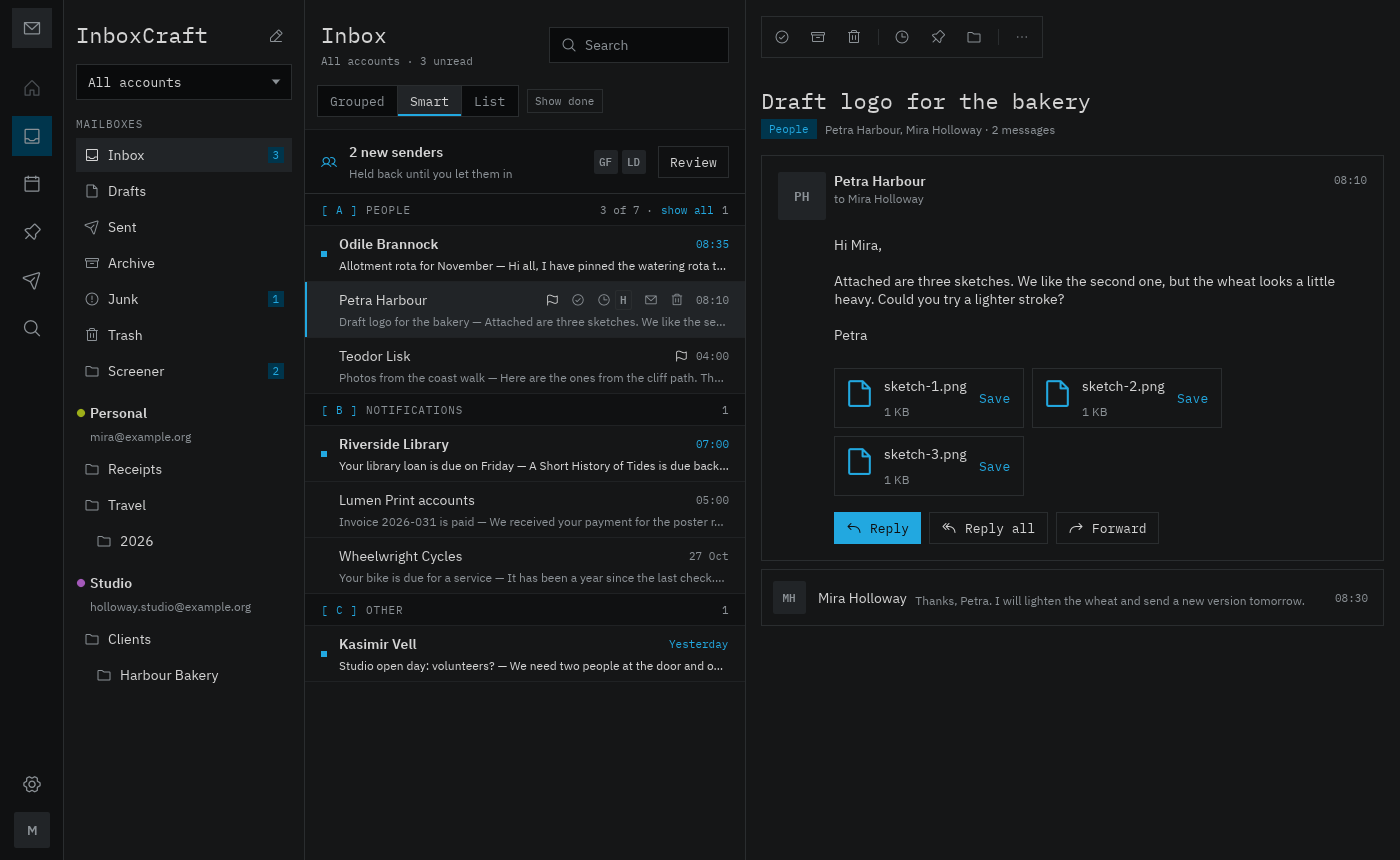 InboxCraft
All accounts
MAILBOXES
Inbox 3
Drafts
Sent
Archive
Junk 1
Trash
Screener 2
Personal
mira@example.org
Receipts
Travel
2026
Studio
holloway.studio@example.org
Clients
Harbour Bakery
M
Inbox
All accounts · 3 unread
Search
Grouped Smart List Show done
2 new senders
Held back until you let them in
GF LD Review
[ A ] PEOPLE 3 of 7 · show all 1
Odile Brannock 08:35
Allotment rota for November — Hi all, I have pinned the watering rota t…
Petra Harbour H 08:10
Draft logo for the bakery — Attached are three sketches. We like the se…
Teodor Lisk 04:00
Photos from the coast walk — Here are the ones from the cliff path. Th…
[ B ] NOTIFICATIONS 1
Riverside Library 07:00
Your library loan is due on Friday — A Short History of Tides is due back…
Lumen Print accounts 05:00
Invoice 2026-031 is paid — We received your payment for the poster r…
Wheelwright Cycles 27 Oct
Your bike is due for a service — It has been a year since the last check.…
[ C ] OTHER 1
Kasimir Vell Yesterday
Studio open day: volunteers? — We need two people at the door and o…
Draft logo for the bakery
People Petra Harbour, Mira Holloway · 2 messages
PH
Petra Harbour 08:10
to Mira Holloway
Hi Mira,
Attached are three sketches. We like the second one, but the wheat looks a little
heavy. Could you try a lighter stroke?
Petra
sketch-1.png
1 KB
Save
sketch-2.png
1 KB
Save
sketch-3.png
1 KB
Save
Reply Reply all Forward
MH Mira Holloway Thanks, Petra. I will lighten the wheat and send a new version tomorrow. 08:30